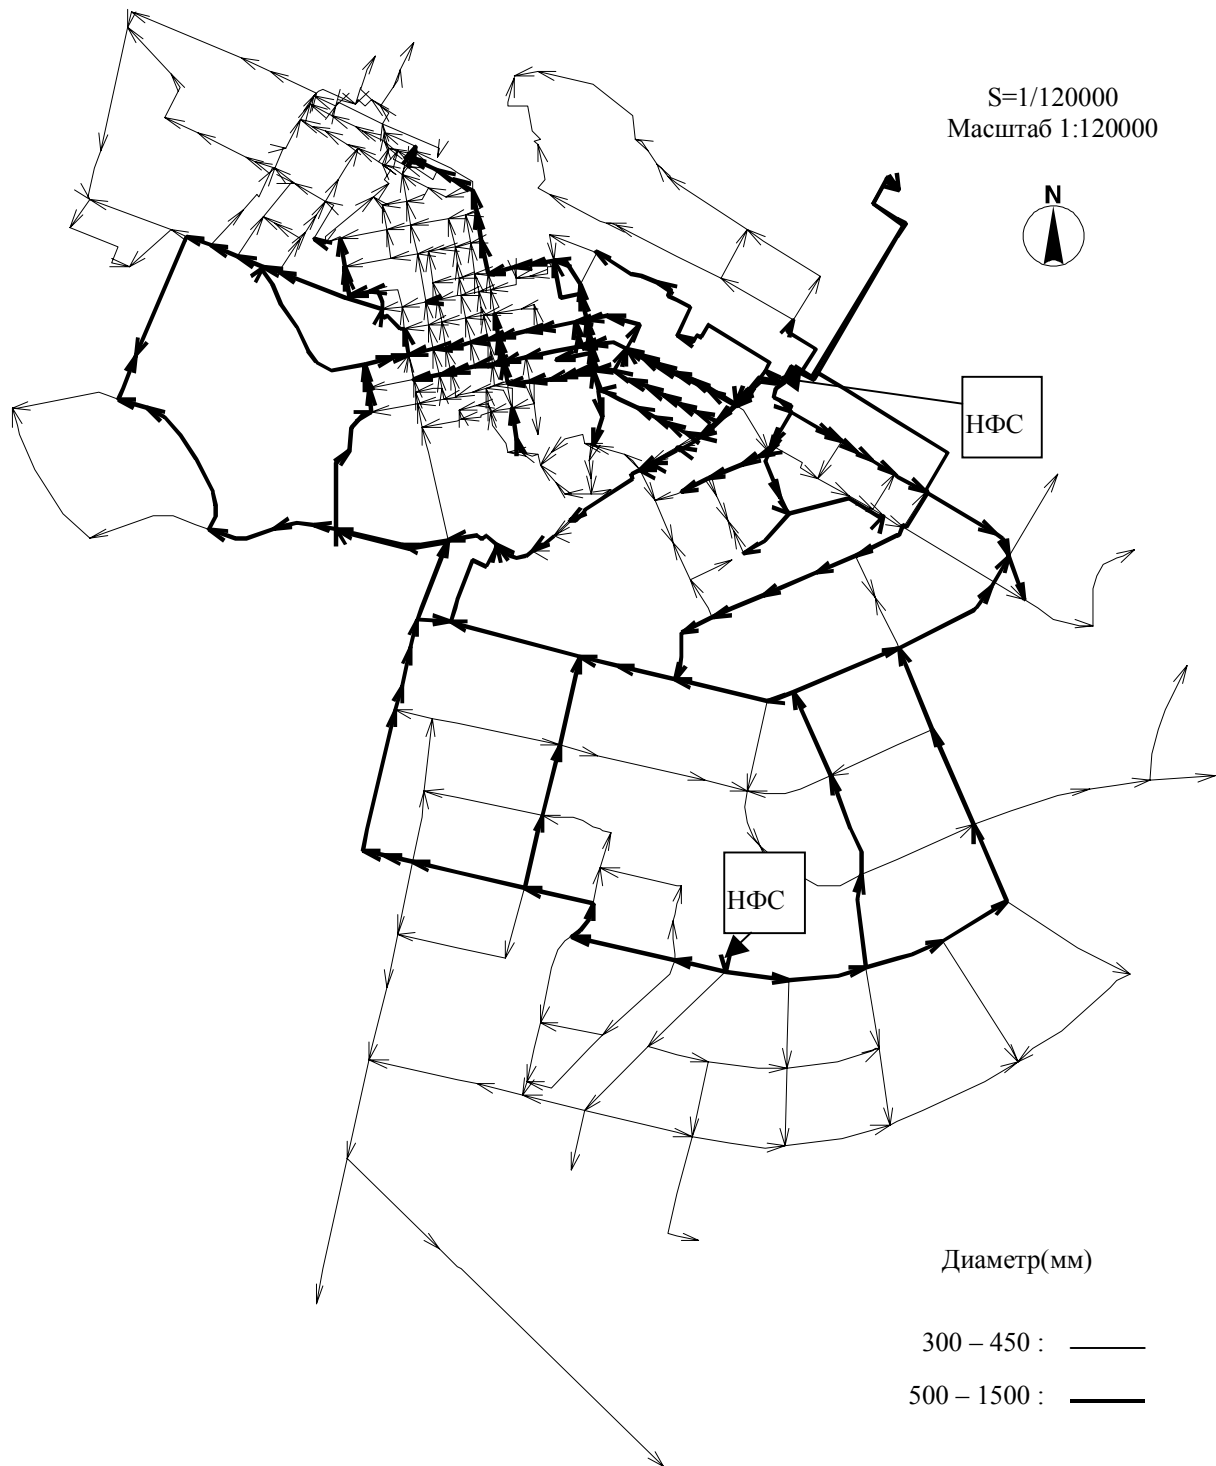 S=1/120000
Масштаб 1:120000
N
НФС
НФС
Диаметр(мм)
300 – 450 :
500 – 1500 :